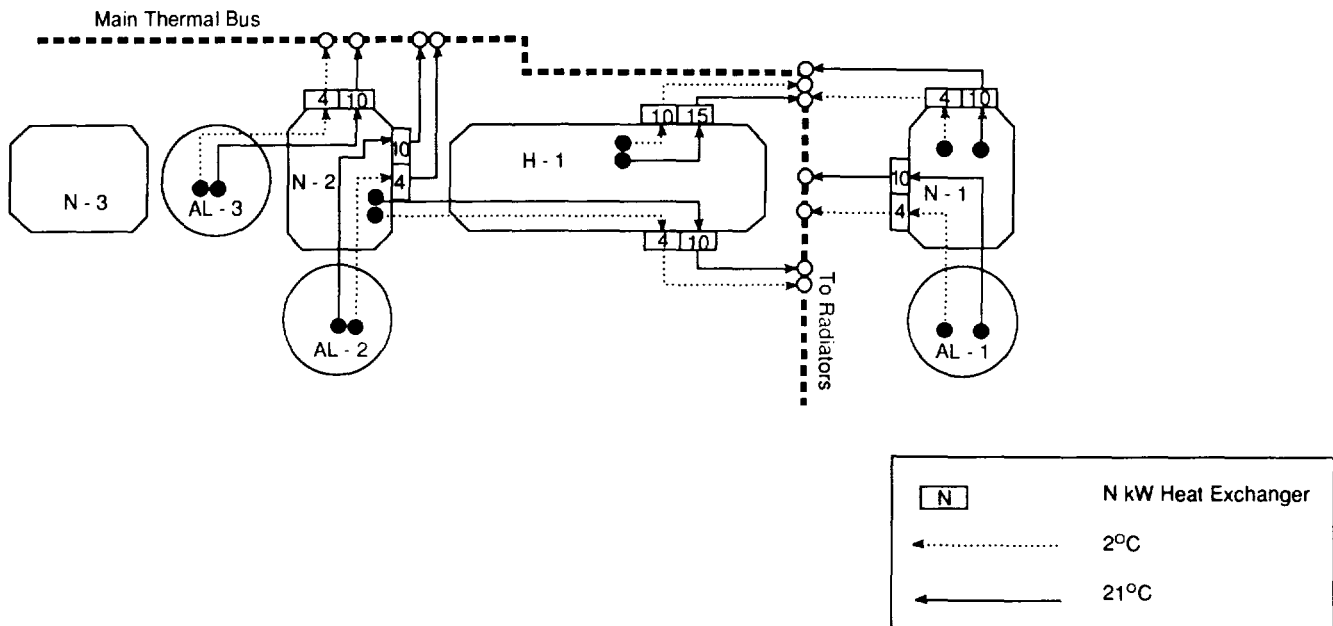 Main Thermal Bus
4 10
4 10
10 15
10
4
H - 1
N - 2
N - 3
AL - 3
10
4
N - 1
4 10
To Radiators
AL - 2
AL - 1
N
N kW Heat Exchanger
2°C
21°C